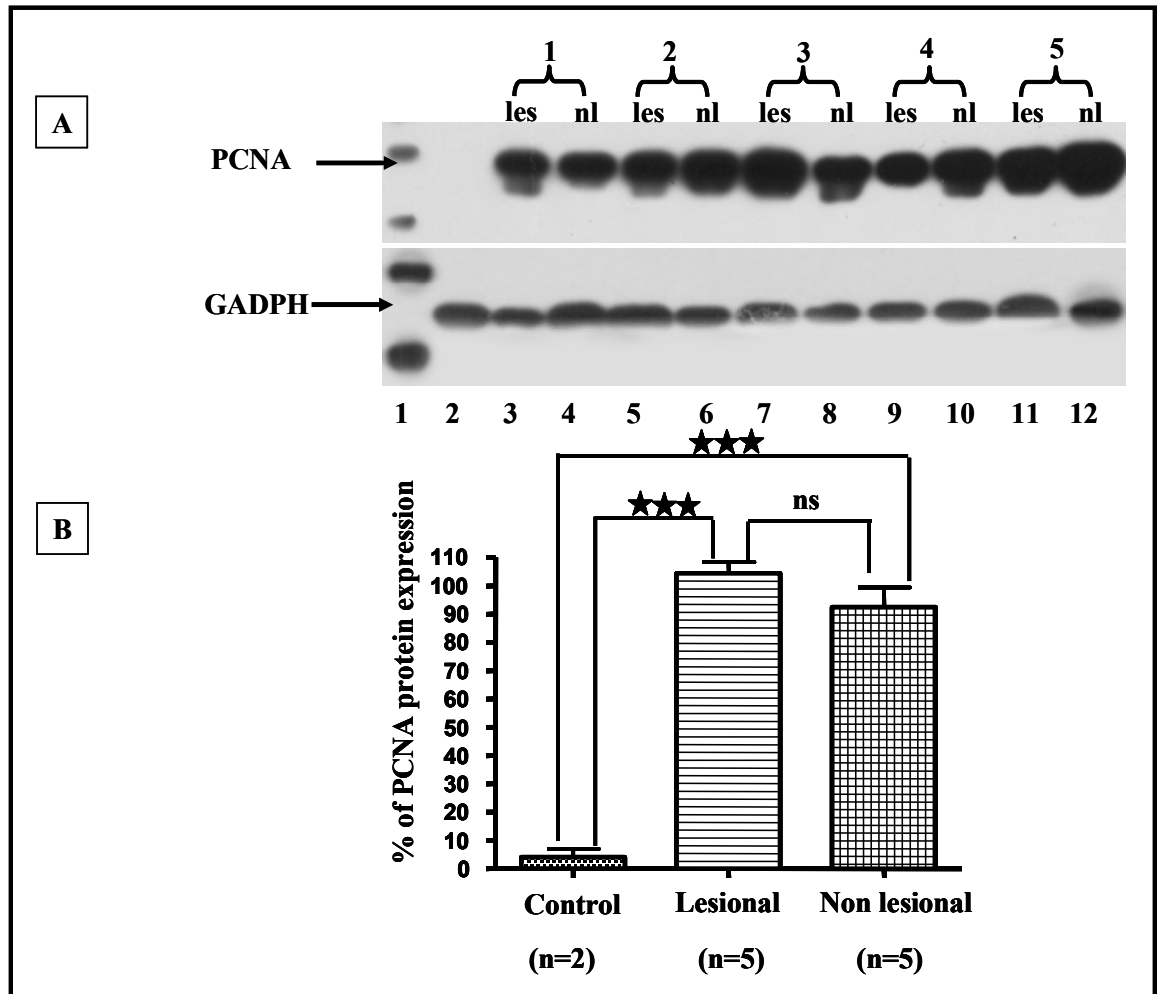 1 2 3 4 5
A
les nl les nl les nl les nl les nl
PCNA
GADPH
1 2 3 4 5 6 7 8 9 10 11 12
★★★
B
★★★ ns
% of PCNA protein expression
110
100
90
80
70
60
50
40
30
20
10
0
Control Lesional Non lesional
(n=2) (n=5) (n=5)